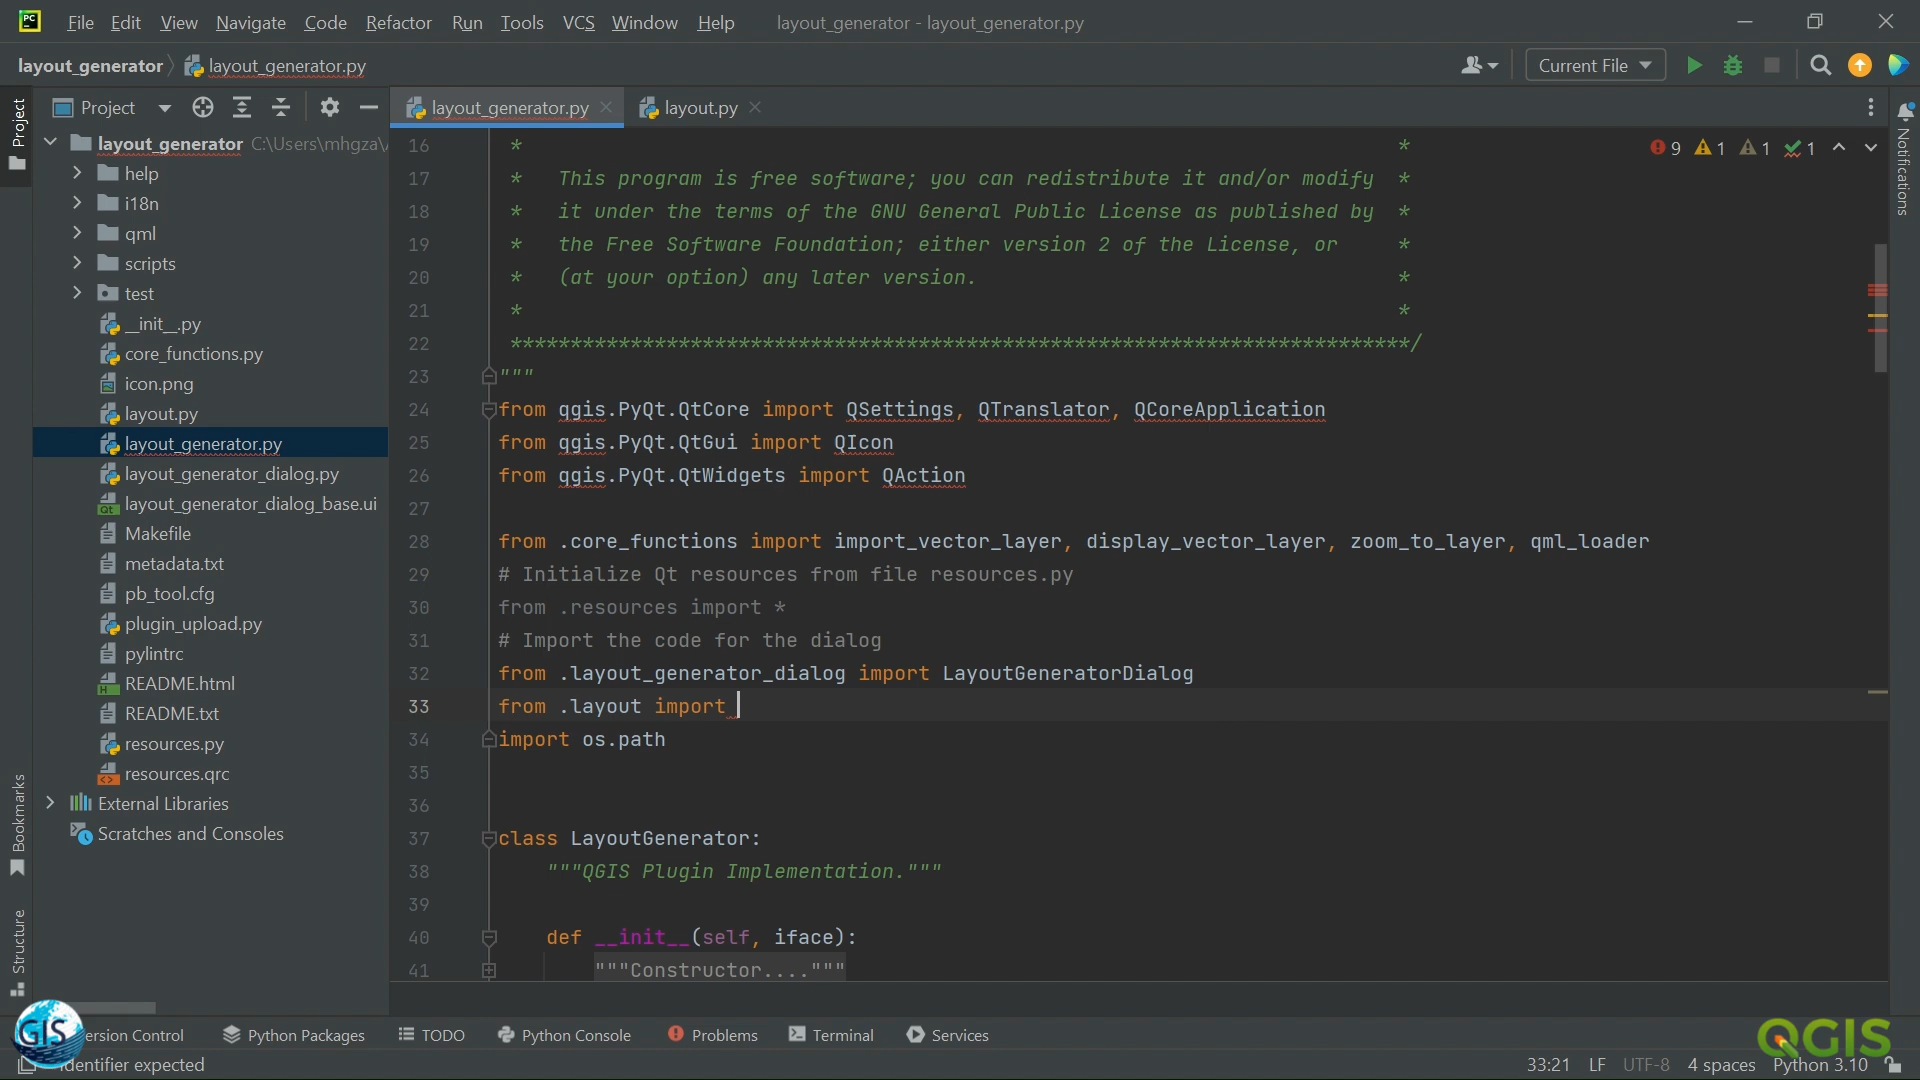 PC File Edit View Navigate Code Refactor Run Tools VCS Window Help layout_generator - layout_generator.py
layout_generator layout_generator.py Current File
Project layout_generator.py layout.py
Project
layout_generator C:\Users\mhgza\
help
i18n
qml
scripts
test
__init__.py
core_functions.py
icon.png
layout.py
layout_generator.py
layout_generator_dialog.py
layout_generator_dialog_base.ui
Makefile
metadata.txt
pb_tool.cfg
plugin_upload.py
pylintrc
README.html
README.txt
resources.py
resources.qrc
External Libraries
Scratches and Consoles
Bookmarks
Structure
9 1 1 1
Notifications
16 * *
17 * This program is free software; you can redistribute it and/or modify *
18 * it under the terms of the GNU General Public License as published by *
19 * the Free Software Foundation; either version 2 of the License, or *
20 * (at your option) any later version. *
21 * *
22 ***************************************************************************/
23 """
24 from qgis.PyQt.QtCore import QSettings, QTranslator, QCoreApplication
25 from qgis.PyQt.QtGui import QIcon
26 from qgis.PyQt.QtWidgets import QAction
27
28 from .core_functions import import_vector_layer, display_vector_layer, zoom_to_layer, qml_loader
29 # Initialize Qt resources from file resources.py
30 from .resources import *
31 # Import the code for the dialog
32 from .layout_generator_dialog import LayoutGeneratorDialog
33 from .layout import
34 import os.path
35
36
37 class LayoutGenerator:
38 """QGIS Plugin Implementation."""
39
40 def __init__(self, iface):
41 """Constructor...."""
GIS ersion Control Python Packages TODO Python Console Problems Terminal Services QGIS
dentifier expected 33:21 LF UTF-8 4 spaces Python 3.10